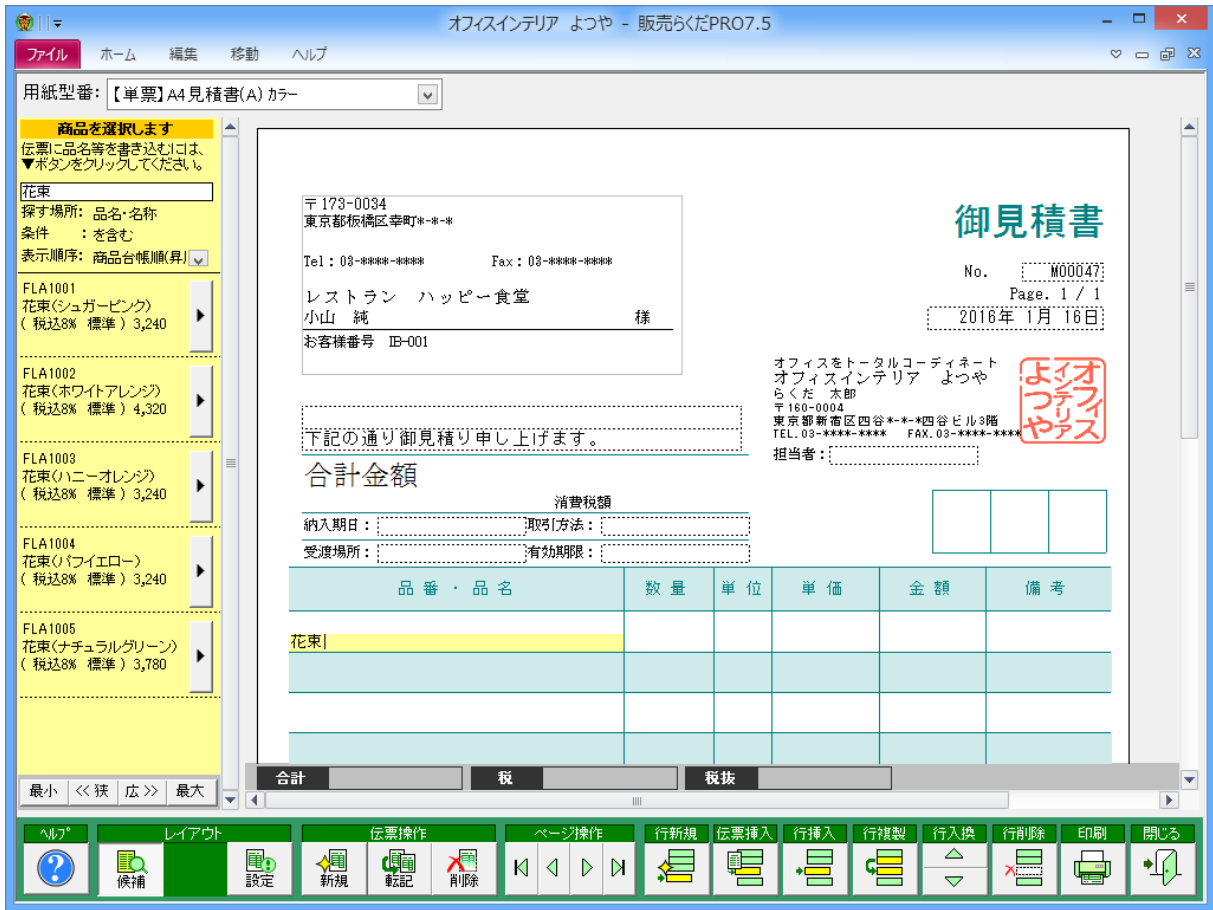 オフィスインテリア よつや - 販売らくだPRO7.5
ファイル ホーム 編集 移動 ヘルプ
用紙型番: 【単票】A4見積書(A) カラー
商品を選択します
伝票に品名等を書き込むには、
▼ボタンをクリックしてください。
花束
探す場所: 品名・名称
条件 : を含む
表示順序: 商品台帳順(昇)
FLA1001
花束(シュガーピンク)
( 税込8% 標準 ) 3,240
FLA1002
花束(ホワイトアレンジ)
( 税込8% 標準 ) 4,320
FLA1003
花束(ハニーオレンジ)
( 税込8% 標準 ) 3,240
FLA1004
花束(パフイエロー)
( 税込8% 標準 ) 3,240
FLA1005
花束(ナチュラルグリーン)
( 税込8% 標準 ) 3,780
最小 <<狭 広>> 最大
〒173-0034
東京都板橋区幸町*-*-*
Tel:03-****-**** Fax:03-****-****
レストラン ハッピー食堂
小山 純 様
お客様番号 IB-001
御見積書
No. M00047
Page. 1 / 1
2016年 1月 16日
オフィスをトータルコーディネート
オフィスインテリア よつや
らくだ 太郎
〒160-0004
東京都新宿区四谷*-*-*四谷ビル3階
TEL.03-****-**** FAX.03-****-****
担当者:
オフィス
インテリア
よつや
下記の通り御見積り申し上げます。
合計金額
消費税額
納入期日: 取引方法:
受渡場所: 有効期限:
品番・品名 数量 単位 単価 金額 備考
花束
合計 税 税抜
ヘルプ レイアウト 伝票操作 ページ操作 行新規 伝票挿入 行挿入 行複製 行入換 行削除 印刷 閉じる
候補 設定 新規 転記 削除